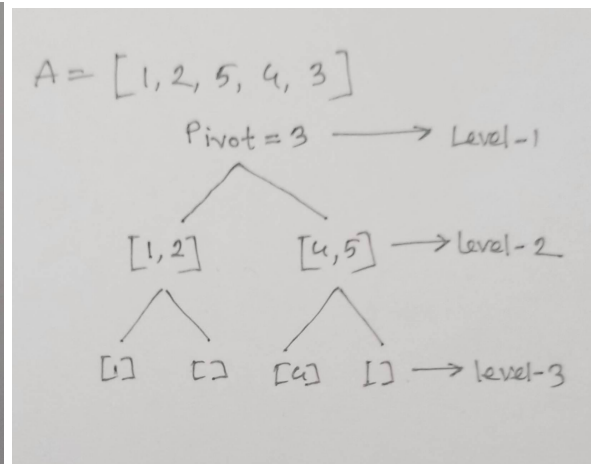 A = [1, 2, 5, 4, 3]
Pivot = 3 → Level-1
[1, 2] [4, 5] → level-2
[1] [] [4] [] → level-3